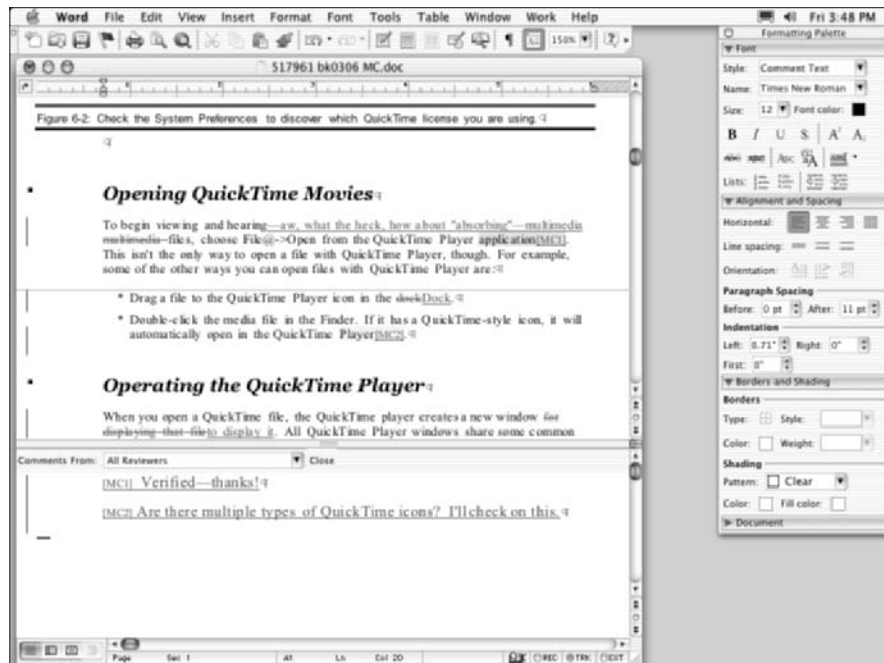 Word File Edit View Insert Format Font Tools Table Window Work Help Fri 3:48 PM
150%
517961 bk0306 MC.doc
Figure 6-2: Check the System Preferences to discover which QuickTime license you are using.
Opening QuickTime Movies
To begin viewing and hearing—aw, what the heck, how about "absorbing"—multimedia
multimedia files, choose File@->Open from the QuickTime Player application[MC1].
This isn't the only way to open a file with QuickTime Player, though. For example,
some of the other ways you can open files with QuickTime Player are:
* Drag a file to the QuickTime Player icon in the dockDock.
* Double-click the media file in the Finder. If it has a QuickTime-style icon, it will
automatically open in the QuickTime Player[MC2].
Operating the QuickTime Player
When you open a QuickTime file, the QuickTime player creates a new window for
displaying that fileto display it. All QuickTime Player windows share some common
Comments From: All Reviewers Close
[MC1] Verified—thanks!
[MC2] Are there multiple types of QuickTime icons? I'll check on this.
Page Sec 1 At Ln Col 20 REC TRK EXT
Formatting Palette
Font
Style: Comment Text
Name: Times New Roman
Size: 12 Font color:
B I U S A² A₂
abc Abc
Lists:
Alignment and Spacing
Horizontal:
Line spacing:
Orientation:
Paragraph Spacing
Before: 0 pt After: 11 pt
Indentation
Left: 0.71" Right: 0"
First: 0"
Borders and Shading
Borders
Type: Style:
Color: Weight:
Shading
Pattern: Clear
Color: Fill color:
Document